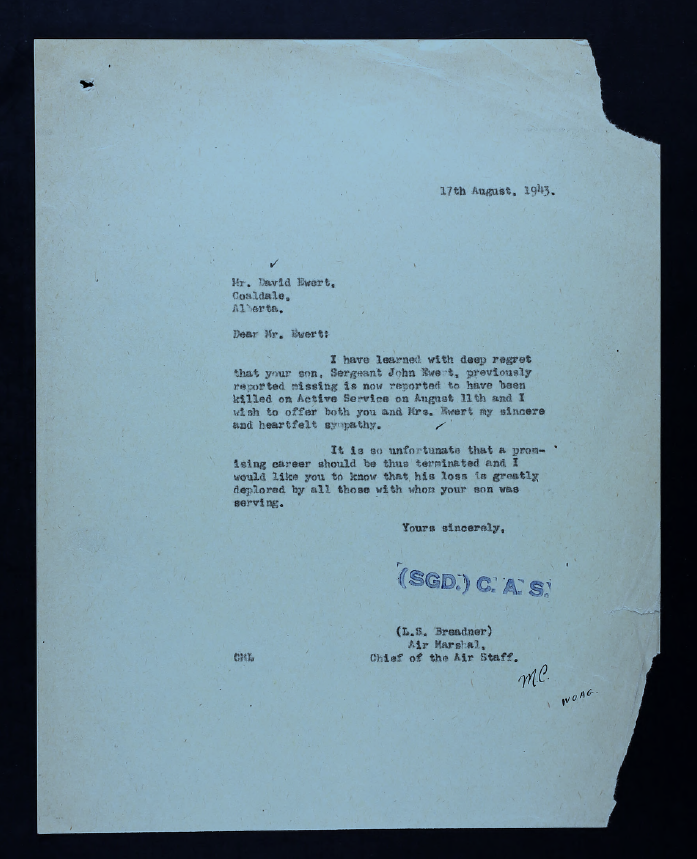 17th August, 1943.
Mr. David Ewert,
Coaldale,
Alberta.
Dear Mr. Ewert:
I have learned with deep regret
that your son, Sergeant John Ewert, previously
reported missing is now reported to have been
killed on Active Service on August 11th and I
wish to offer both you and Mrs. Ewert my sincere
and heartfelt sympathy.
It is so unfortunate that a prom-
ising career should be thus terminated and I
would like you to know that his loss is greatly
deplored by all those with whom your son was
serving.
Yours sincerely,
(SGD.) C. A. S.
(L.S. Breadner)
Air Marshal,
CML Chief of the Air Staff.
M.C.